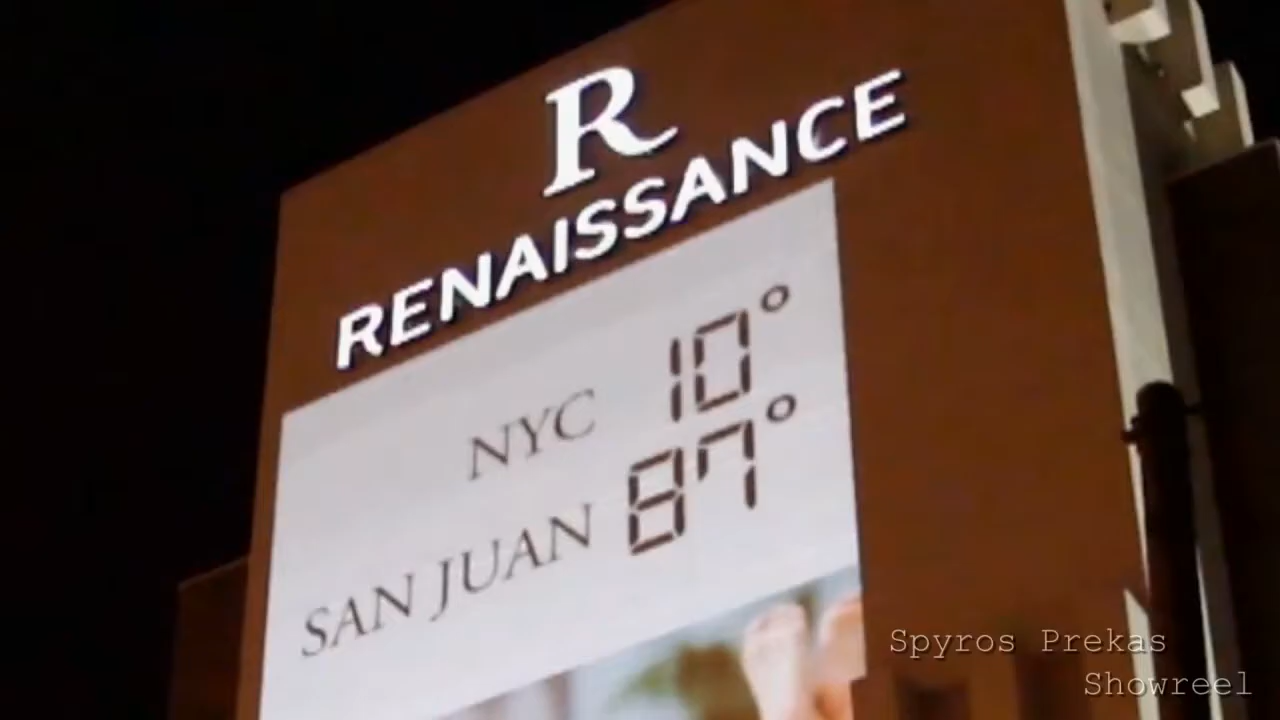 R
RENAISSANCE
NYC 10°
SAN JUAN 87°
Spyros Prekas
Showreel